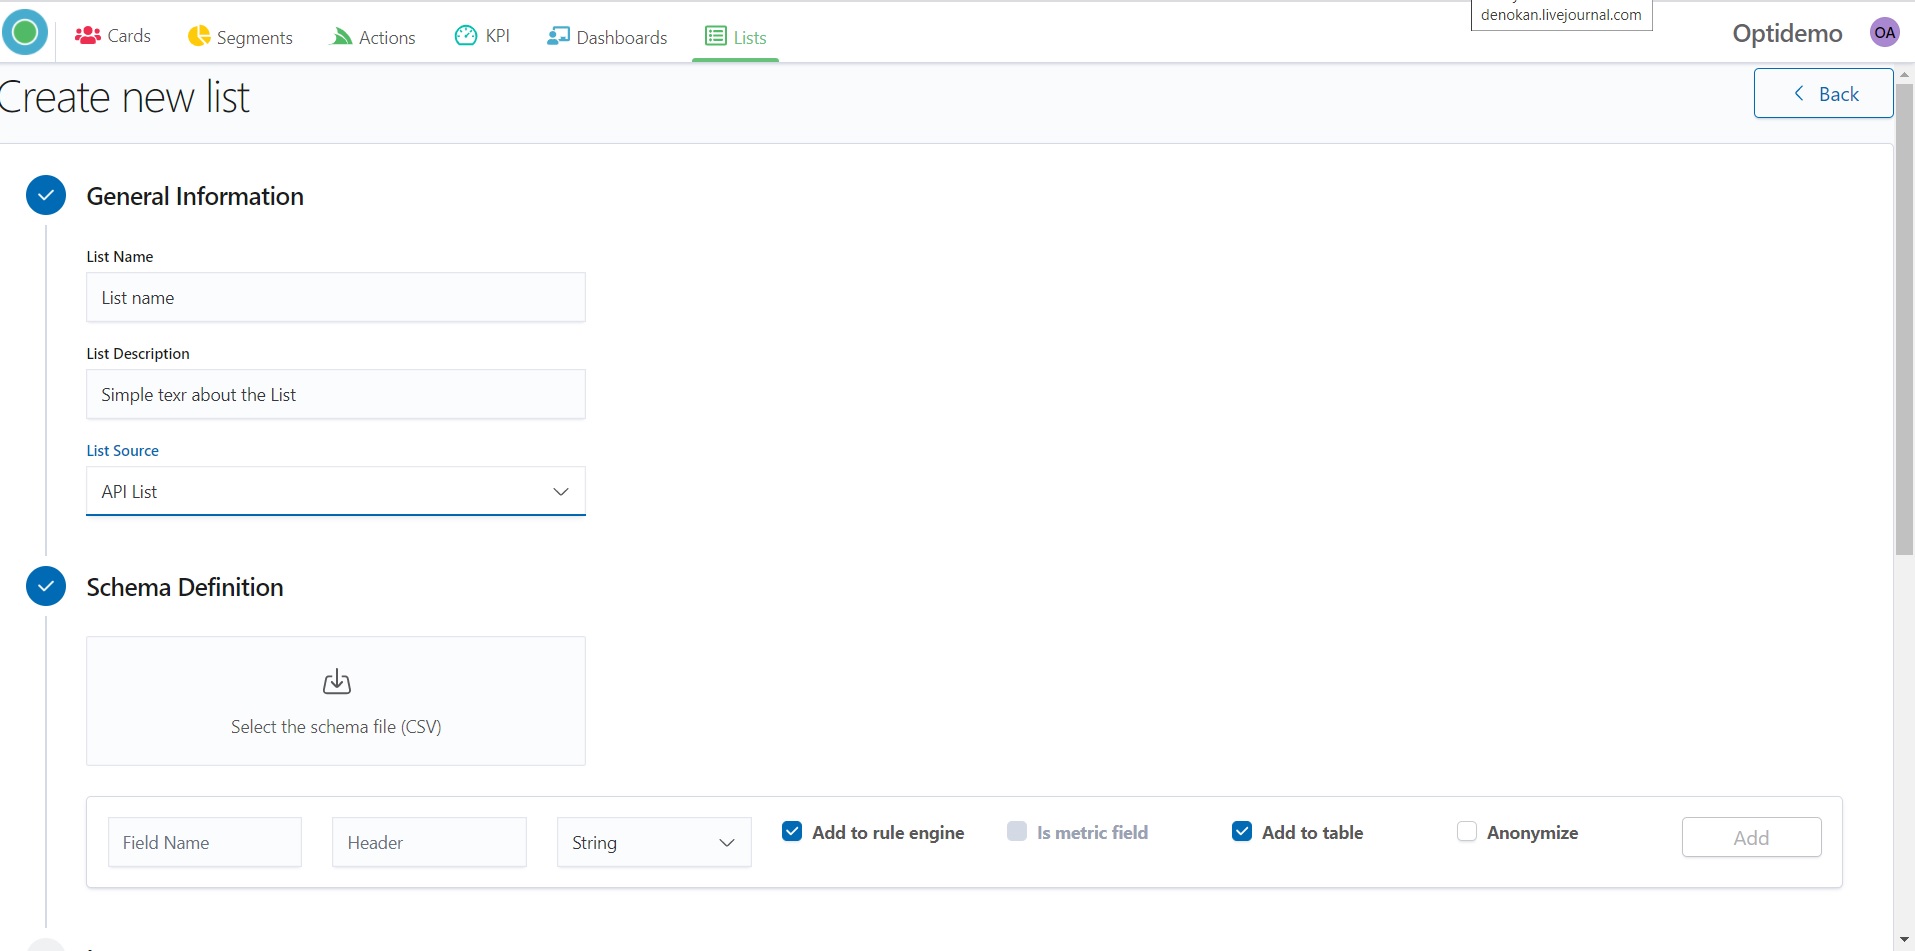 denokan.livejournal.com
Cards
Segments
Actions
KPI
Dashboards
Lists
Optidemo
OA
Create new list
Back
General Information
List Name
List name
List Description
Simple texr about the List
List Source
API List
Schema Definition
Select the schema file (CSV)
Field Name
Header
String
Add to rule engine
Is metric field
Add to table
Anonymize
Add